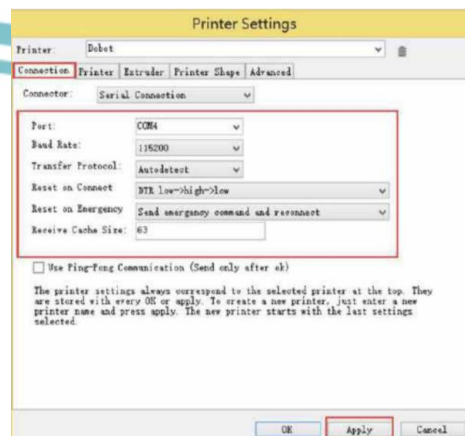 Printer Settings
Printer: Dobot
Connection Printer Extruder Printer Shape Advanced
Connector: Serial Connection
Port: COM4
Baud Rate: 115200
Transfer Protocol: Autodetect
Reset on Connect DTR low->high->low
Reset on Emergency Send emergency command and reconnect
Receive Cache Size: 63
Use Ping-Pong Communication (Send only after ok)
The printer settings always correspond to the selected printer at the top. They
are stored with every OK or apply. To create a new printer, just enter a new
printer name and press apply. The new printer starts with the last settings
selected.
OK Apply Cancel